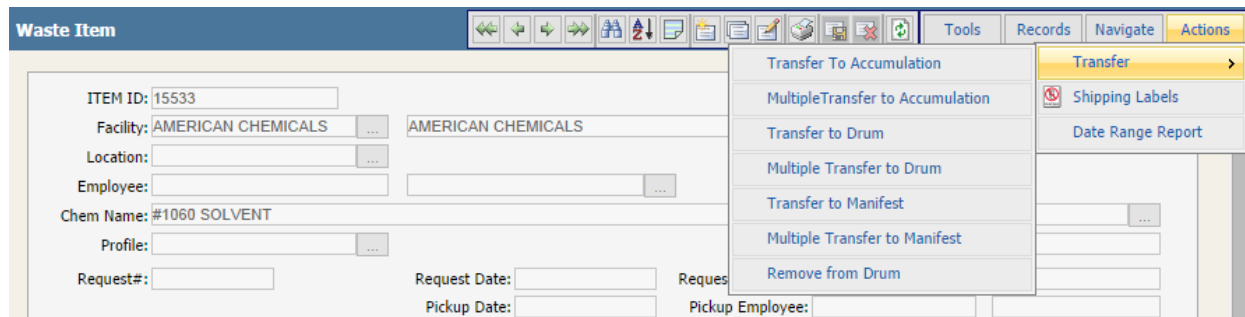 Waste Item Tools Records Navigate Actions
Transfer To Accumulation Transfer
ITEM ID: 15533 MultipleTransfer to Accumulation Shipping Labels
Facility: AMERICAN CHEMICALS ... AMERICAN CHEMICALS Transfer to Drum Date Range Report
Location: ...
Employee: ... Multiple Transfer to Drum
Chem Name: #1060 SOLVENT Transfer to Manifest ...
Profile: ... Multiple Transfer to Manifest
Request#: Request Date: Reques Remove from Drum
Pickup Date: Pickup Employee: